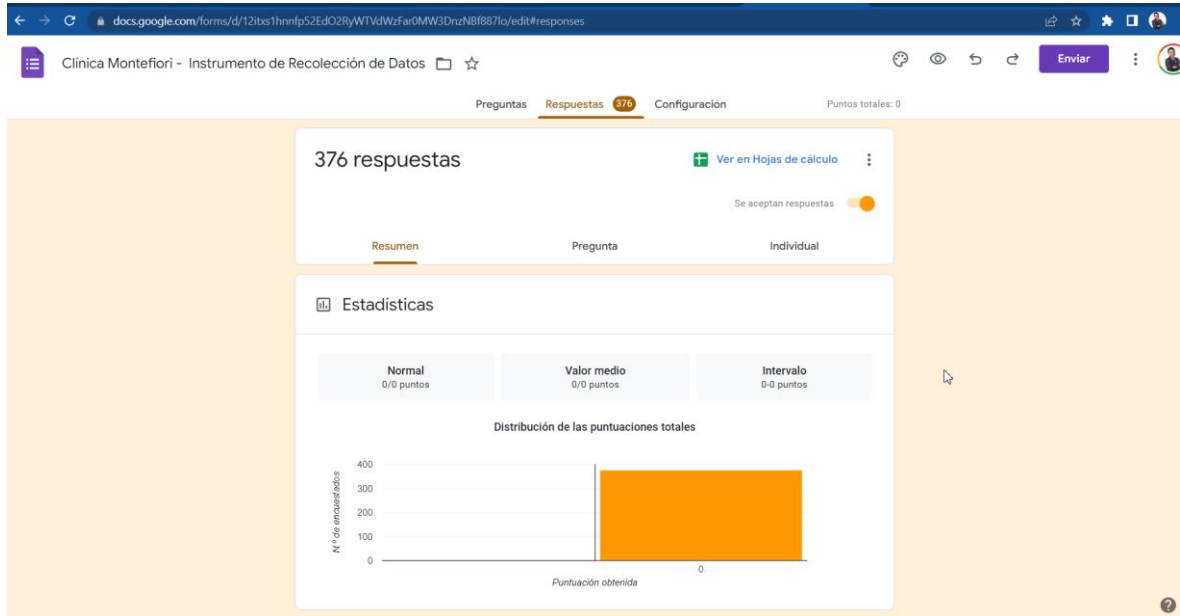 docs.google.com/forms/d/12itxs1hnnfp52EdO2RyWTVdWzFar0MW3DnzNBf887lo/edit#responses
Clínica Montefiori - Instrumento de Recolección de Datos
Enviar
Preguntas Respuestas 376 Configuración Puntos totales: 0
376 respuestas Ver en Hojas de cálculo
Se aceptan respuestas
Resumen Pregunta Individual
Estadísticas
Normal Valor medio Intervalo
0/0 puntos 0/0 puntos 0-0 puntos
Distribución de las puntuaciones totales
N.º de encuestados
400
300
200
100
0
0
Puntuación obtenida